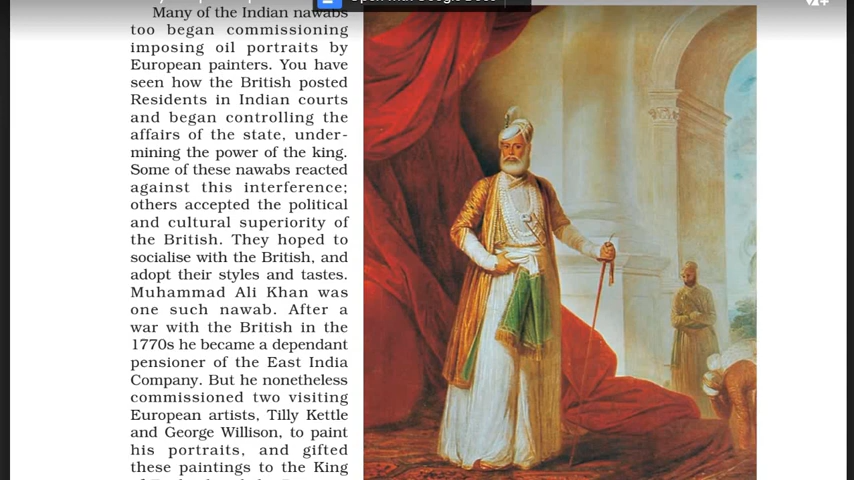 Many of the Indian nawabs
too began commissioning
imposing oil portraits by
European painters. You have
seen how the British posted
Residents in Indian courts
and began controlling the
affairs of the state, under-
mining the power of the king.
Some of these nawabs reacted
against this interference;
others accepted the political
and cultural superiority of
the British. They hoped to
socialise with the British, and
adopt their styles and tastes.
Muhammad Ali Khan was
one such nawab. After a
war with the British in the
1770s he became a dependant
pensioner of the East India
Company. But he nonetheless
commissioned two visiting
European artists, Tilly Kettle
and George Willison, to paint
his portraits, and gifted
these paintings to the King